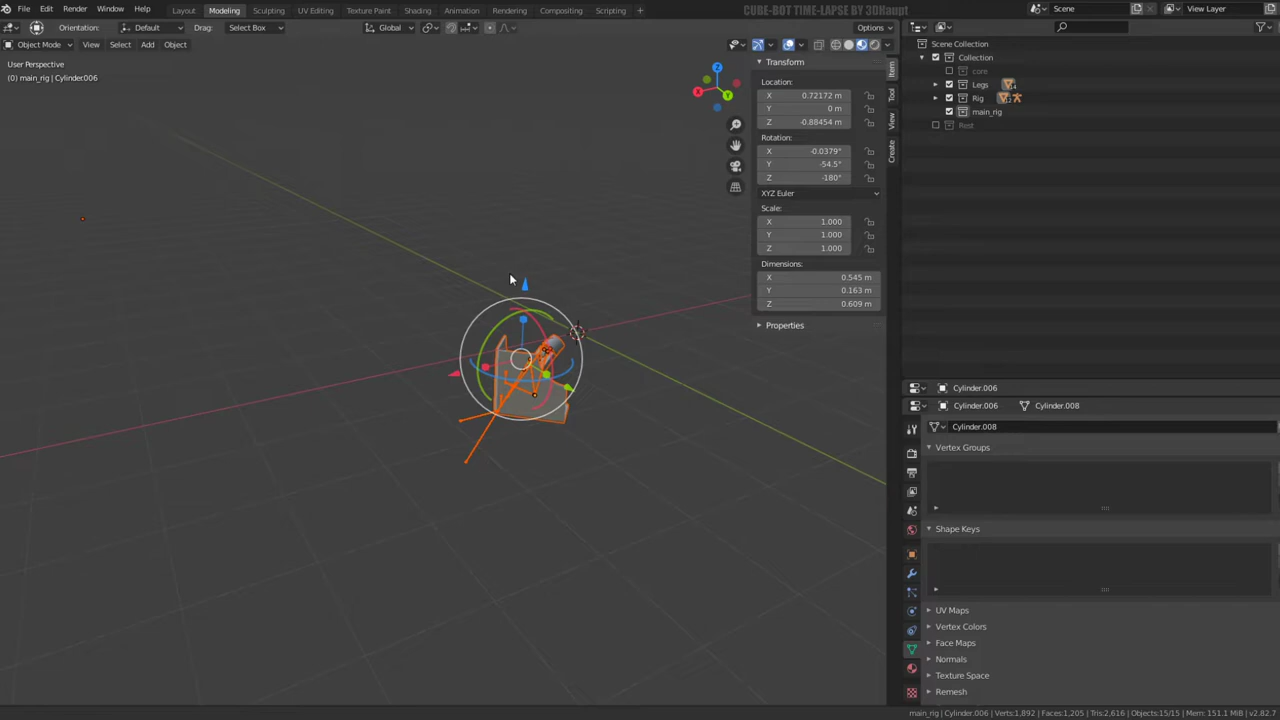 File Edit Render Window Help Layout Modeling Sculpting UV Editing Texture Paint Shading Animation Rendering Compositing Scripting CUBE-BOT TIME-LAPSE BY 3DHaupt Scene View Layer
Orientation: Default Drag: Select Box Global Options
Object Mode View Select Add Object
User Perspective
(0) main_rig | Cylinder.006
X
Y
Z
Transform
Location:
X 0.72172 m
Y 0 m
Z -0.88454 m
Rotation:
X -0.0379°
Y -54.5°
Z -180°
XYZ Euler
Scale:
X 1.000
Y 1.000
Z 1.000
Dimensions:
X 0.545 m
Y 0.163 m
Z 0.609 m
Properties
Item
Tool
View
Create
Scene Collection
Collection
core
Legs
Rig
main_rig
Rest
Cylinder.006
Cylinder.006 Cylinder.008
Cylinder.008
Vertex Groups
Shape Keys
UV Maps
Vertex Colors
Face Maps
Normals
Texture Space
Remesh
main_rig | Cylinder.006 | Verts:1,892 | Faces:1,205 | Tris:2,616 | Objects:15/15 | Mem: 151.1 MiB | v2.82.7